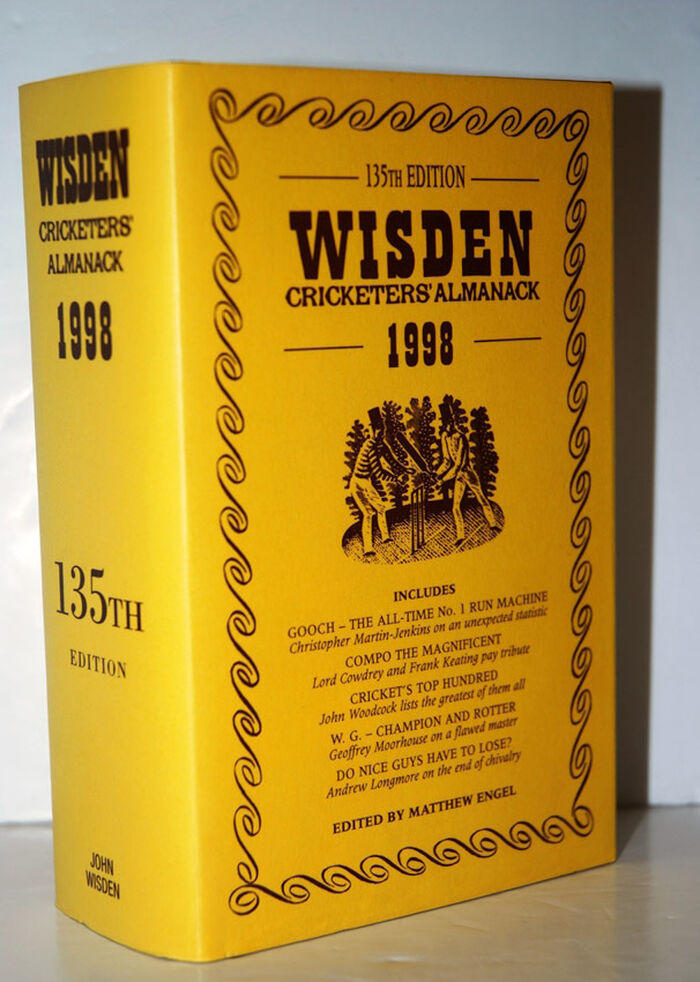 WISDEN
CRICKETERS'
ALMANACK
1998
135TH
EDITION
JOHN
WISDEN
135TH EDITION
WISDEN
CRICKETERS' ALMANACK
1998
INCLUDES
GOOCH – THE ALL-TIME No. 1 RUN MACHINE
Christopher Martin-Jenkins on an unexpected statistic
COMPO THE MAGNIFICENT
Lord Cowdrey and Frank Keating pay tribute
CRICKET'S TOP HUNDRED
John Woodcock lists the greatest of them all
W. G. – CHAMPION AND ROTTER
Geoffrey Moorhouse on a flawed master
DO NICE GUYS HAVE TO LOSE?
Andrew Longmore on the end of chivalry
EDITED BY MATTHEW ENGEL